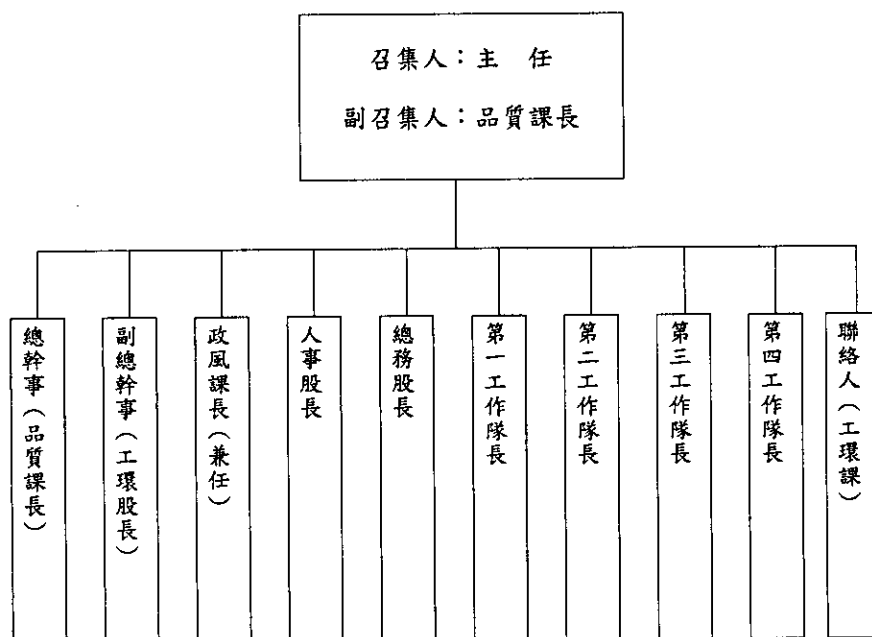 召集人：主　任
副召集人：品質課長
總幹事（品質課長）
副總幹事（工環股長）
政風課長（兼任）
人事股長
總務股長
第一工作隊長
第二工作隊長
第三工作隊長
第四工作隊長
聯絡人（工環課）